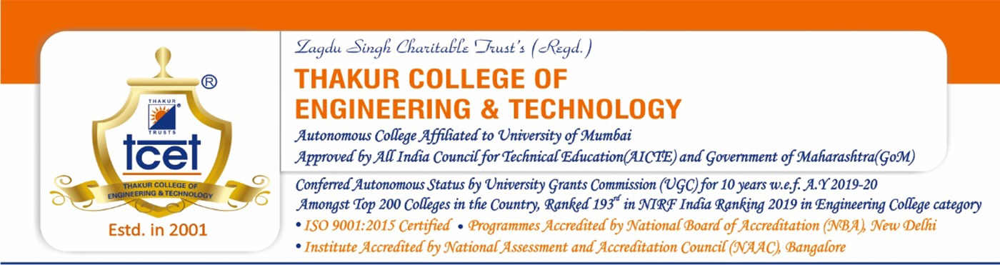 ®
THAKUR
TRUSTS
tcet
THAKUR COLLEGE OF
ENGINEERING & TECHNOLOGY
Estd. in 2001
Zagdu Singh Charitable Trust's (Regd.)
THAKUR COLLEGE OF
ENGINEERING & TECHNOLOGY
Autonomous College Affiliated to University of Mumbai
Approved by All India Council for Technical Education(AICTE) and Government of Maharashtra(GoM)
Conferred Autonomous Status by University Grants Commission (UGC) for 10 years w.e.f. A.Y 2019-20
Amongst Top 200 Colleges in the Country, Ranked 193rd in NIRF India Ranking 2019 in Engineering College category
• ISO 9001:2015 Certified • Programmes Accredited by National Board of Accreditation (NBA), New Delhi
• Institute Accredited by National Assessment and Accreditation Council (NAAC), Bangalore